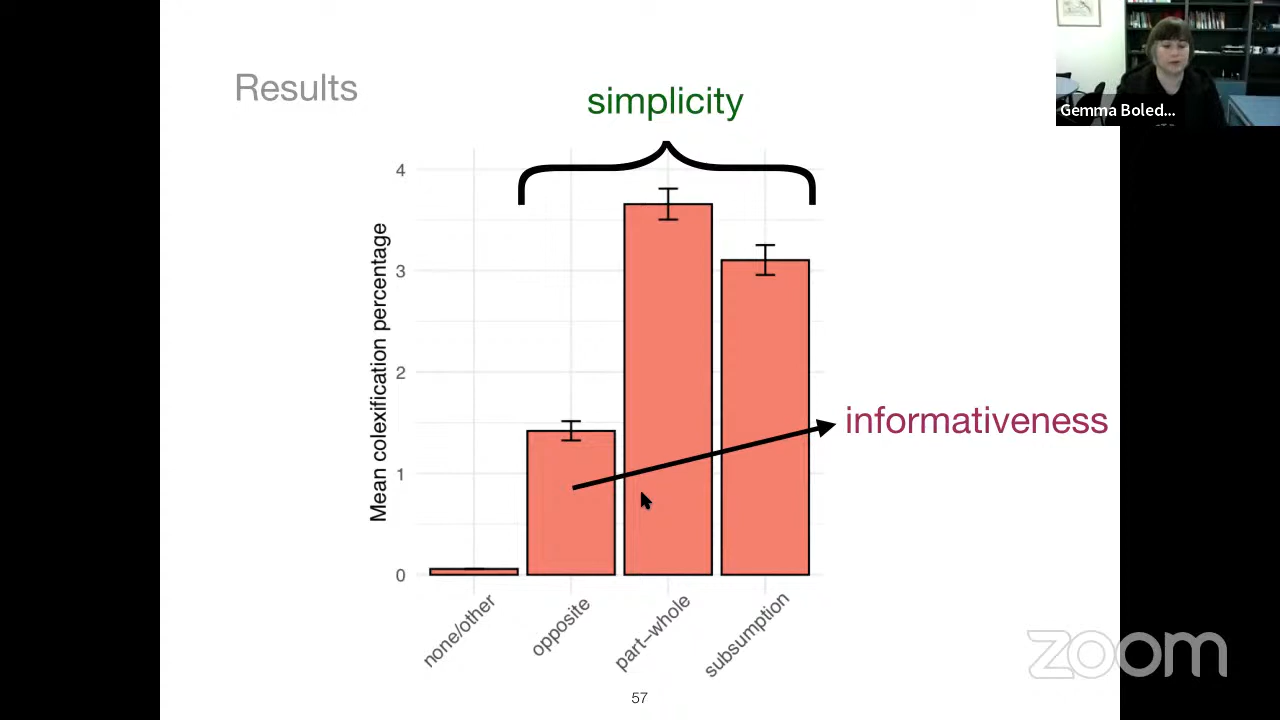 Results
simplicity
Gemma Boled...
4
3
2
1
0
Mean colexification percentage
informativeness
none/other
opposite
part–whole
subsumption
57
zoom